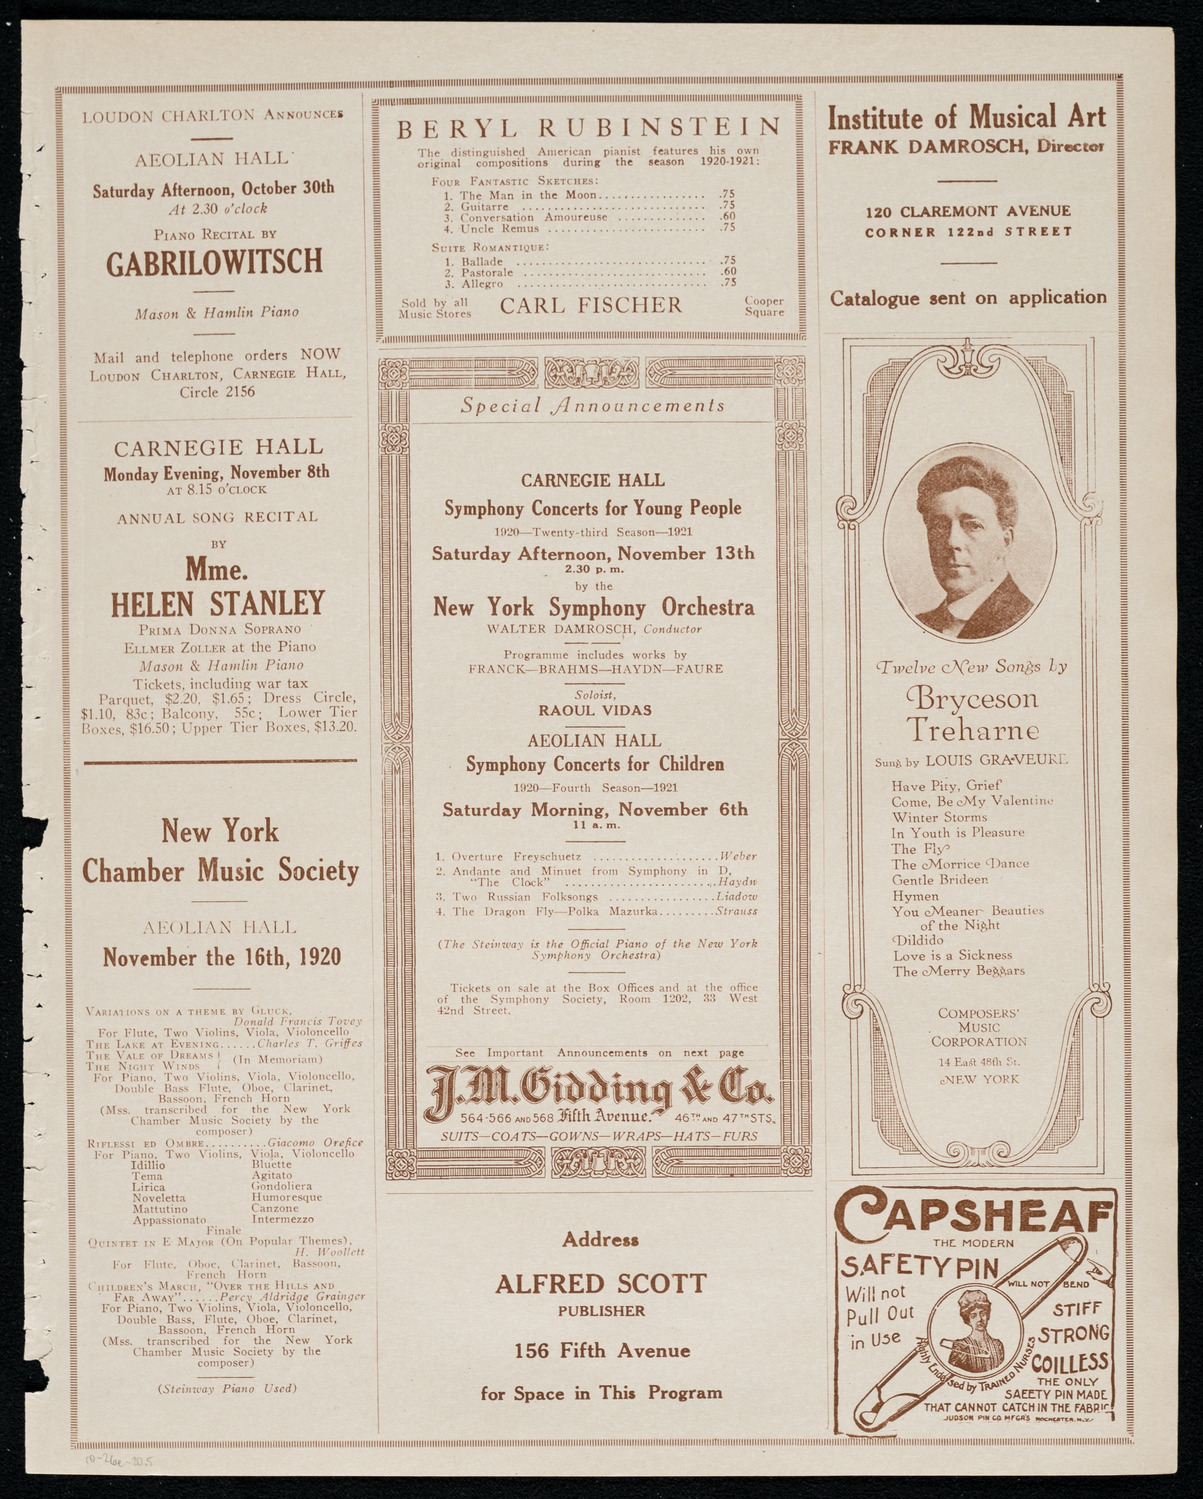 LOUDON CHARLTON ANNOUNCES
AEOLIAN HALL
Saturday Afternoon, October 30th
At 2.30 o'clock
PIANO RECITAL BY
GABRILOWITSCH
Mason & Hamlin Piano
Mail and telephone orders NOW
LOUDON CHARLTON, CARNEGIE HALL,
Circle 2156
CARNEGIE HALL
Monday Evening, November 8th
AT 8.15 O'CLOCK
ANNUAL SONG RECITAL
BY
Mme.
HELEN STANLEY
PRIMA DONNA SOPRANO
ELLMER ZOLLER at the Piano
Mason & Hamlin Piano
Tickets, including war tax
Parquet, $2.20, $1.65; Dress Circle,
$1.10, 83c; Balcony, 55c; Lower Tier
Boxes, $16.50; Upper Tier Boxes, $13.20.
New York
Chamber Music Society
AEOLIAN HALL
November the 16th, 1920
VARIATIONS ON A THEME BY GLUCK,
Donald Francis Tovey
For Flute, Two Violins, Viola, Violoncello
THE LAKE AT EVENING......Charles T. Griffes
THE VALE OF DREAMS } (In Memoriam)
THE NIGHT WINDS }
For Piano, Two Violins, Viola, Violoncello,
Double Bass Flute, Oboe, Clarinet,
Bassoon, French Horn
(Mss. transcribed for the New York
Chamber Music Society by the
composer)
RIFLESSI ED OMBRE..........Giacomo Orefice
For Piano, Two Violins, Viola, Violoncello
Idillio Bluette
Tema Agitato
Lirica Gondoliera
Noveletta Humoresque
Mattutino Canzone
Appassionato Intermezzo
Finale
QUINTET IN E MAJOR (On Popular Themes),
H. Woollett
For Flute, Oboe, Clarinet, Bassoon,
French Horn
CHILDREN'S MARCH, "OVER THE HILLS AND
FAR AWAY"......Percy Aldridge Grainger
For Piano, Two Violins, Viola, Violoncello,
Double Bass, Flute, Oboe, Clarinet,
Bassoon, French Horn
(Mss. transcribed for the New York
Chamber Music Society by the
composer)
(Steinway Piano Used)
BERYL RUBINSTEIN
The distinguished American pianist features his own
original compositions during the season 1920-1921:
FOUR FANTASTIC SKETCHES:
1. The Man in the Moon................ .75
2. Guitarre ........................... .75
3. Conversation Amoureuse ............. .60
4. Uncle Remus ........................ .75
SUITE ROMANTIQUE:
1. Ballade ............................ .75
2. Pastorale .......................... .60
3. Allegro ............................ .75
Sold by all
Music Stores
CARL FISCHER
Cooper
Square
Special Announcements
CARNEGIE HALL
Symphony Concerts for Young People
1920—Twenty-third Season—1921
Saturday Afternoon, November 13th
2.30 p. m.
by the
New York Symphony Orchestra
WALTER DAMROSCH, Conductor
Programme includes works by
FRANCK—BRAHMS—HAYDN—FAURE
Soloist,
RAOUL VIDAS
AEOLIAN HALL
Symphony Concerts for Children
1920—Fourth Season—1921
Saturday Morning, November 6th
11 a. m.
1. Overture Freyschuetz ...................Weber
2. Andante and Minuet from Symphony in D,
"The Clock" ........................Haydn
3. Two Russian Folksongs .................Liadow
4. The Dragon Fly—Polka Mazurka.........Strauss
(The Steinway is the Official Piano of the New York
Symphony Orchestra)
Tickets on sale at the Box Offices and at the office
of the Symphony Society, Room 1202, 33 West
42nd Street.
See Important Announcements on next page
J.M. Gidding & Co.
564-566 AND 568 Fifth Avenue. 46TH AND 47TH STS.
SUITS—COATS—GOWNS—WRAPS—HATS—FURS
Address
ALFRED SCOTT
PUBLISHER
156 Fifth Avenue
for Space in This Program
Institute of Musical Art
FRANK DAMROSCH, Director
120 CLAREMONT AVENUE
CORNER 122nd STREET
Catalogue sent on application
Twelve New Songs by
Bryceson
Treharne
Sung by LOUIS GRAVEURE
Have Pity, Grief
Come, Be My Valentine
Winter Storms
In Youth is Pleasure
The Fly
The Morrice Dance
Gentle Brideen
Hymen
You Meaner Beauties
of the Night
Dildido
Love is a Sickness
The Merry Beggars
COMPOSERS'
MUSIC
CORPORATION
14 East 48th St.
NEW YORK
CAPSHEAF
THE MODERN
SAFETY PIN
WILL NOT BEND
Will not
Pull Out
in Use
STIFF
STRONG
COILLESS
Highly Endorsed by TRAINED NURSES
THE ONLY
SAFETY PIN MADE
THAT CANNOT CATCH IN THE FABRIC
JUDSON PIN CO. MFGRS ROCHESTER, N.Y.